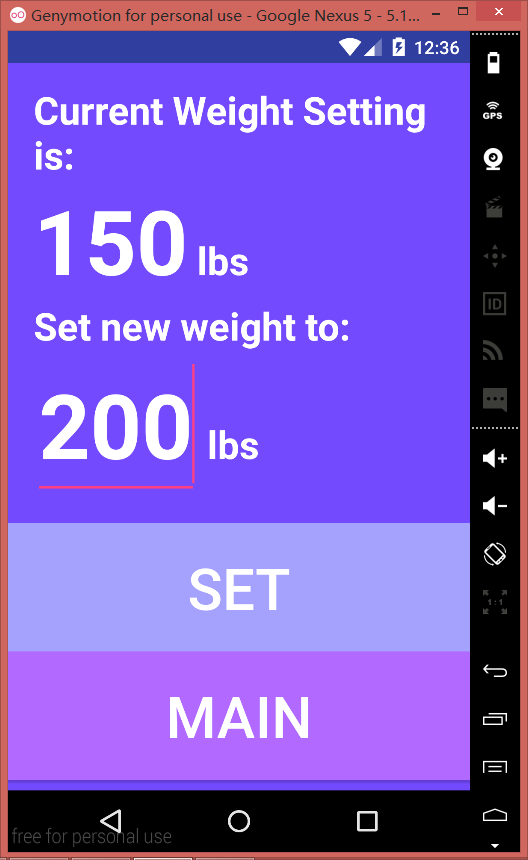 Genymotion for personal use - Google Nexus 5 - 5.1...
12:36
Current Weight Setting
is:
150 lbs
Set new weight to:
200 lbs
SET
MAIN
free for personal use
GPS
ID
1:1